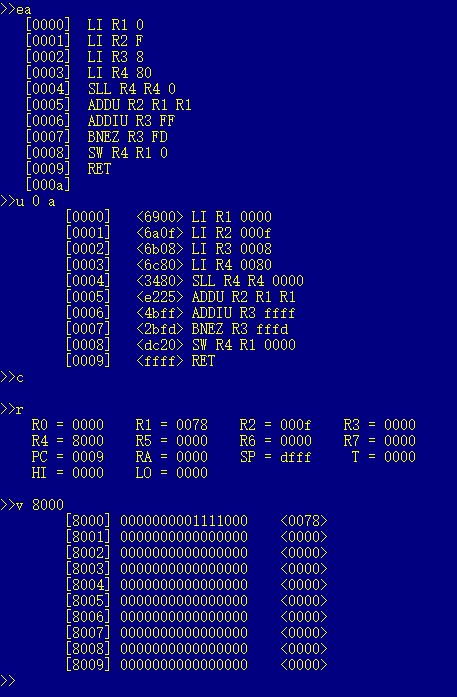 >>ea
[0000] LI R1 0
[0001] LI R2 F
[0002] LI R3 8
[0003] LI R4 80
[0004] SLL R4 R4 0
[0005] ADDU R2 R1 R1
[0006] ADDIU R3 FF
[0007] BNEZ R3 FD
[0008] SW R4 R1 0
[0009] RET
[000a]
>>u 0 a
[0000] <6900> LI R1 0000
[0001] <6a0f> LI R2 000f
[0002] <6b08> LI R3 0008
[0003] <6c80> LI R4 0080
[0004] <3480> SLL R4 R4 0000
[0005] <e225> ADDU R2 R1 R1
[0006] <4bff> ADDIU R3 ffff
[0007] <2bfd> BNEZ R3 fffd
[0008] <dc20> SW R4 R1 0000
[0009] <ffff> RET
>>c
>>r
R0 = 0000 R1 = 0078 R2 = 000f R3 = 0000
R4 = 8000 R5 = 0000 R6 = 0000 R7 = 0000
PC = 0009 RA = 0000 SP = dfff T = 0000
HI = 0000 LO = 0000
>>v 8000
[8000] 0000000001111000 <0078>
[8001] 0000000000000000 <0000>
[8002] 0000000000000000 <0000>
[8003] 0000000000000000 <0000>
[8004] 0000000000000000 <0000>
[8005] 0000000000000000 <0000>
[8006] 0000000000000000 <0000>
[8007] 0000000000000000 <0000>
[8008] 0000000000000000 <0000>
[8009] 0000000000000000 <0000>
>>